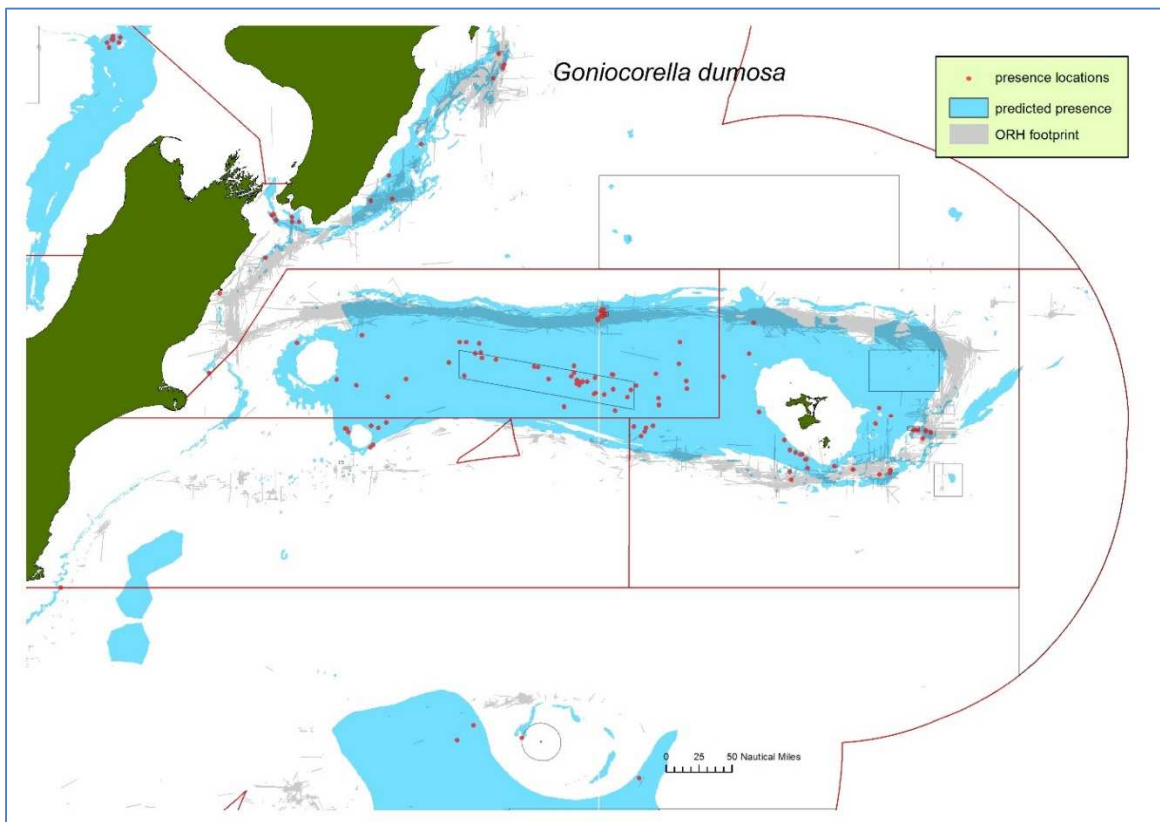 Goniocorella dumosa
presence locations
predicted presence
ORH footprint
0 25 50 Nautical Miles